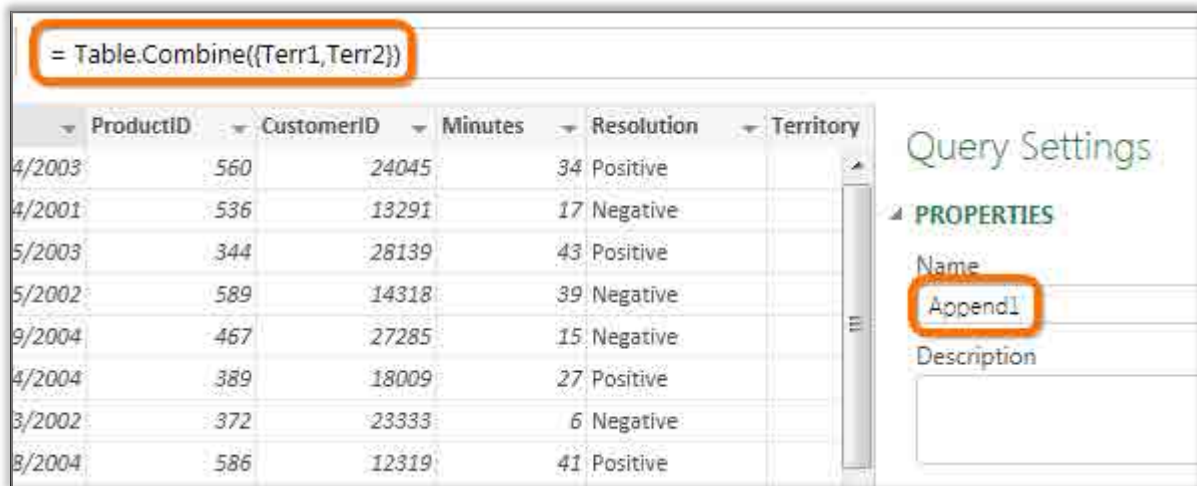 = Table.Combine({Terr1,Terr2})
ProductID CustomerID Minutes Resolution Territory
4/2003 560 24045 34 Positive
4/2001 536 13291 17 Negative
5/2003 344 28139 43 Positive
5/2002 589 14318 39 Negative
9/2004 467 27285 15 Negative
4/2004 389 18009 27 Positive
3/2002 372 23333 6 Negative
8/2004 586 12319 41 Positive
Query Settings
PROPERTIES
Name
Append1
Description